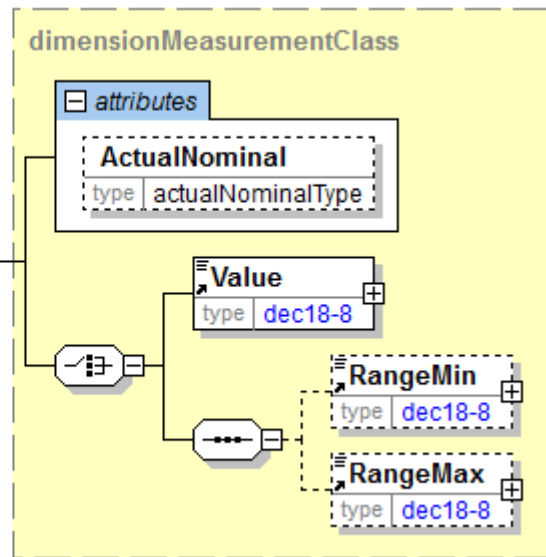 dimensionMeasurementClass
attributes
ActualNominal
type actualNominalType
Value
type dec18-8
RangeMin
type dec18-8
RangeMax
type dec18-8